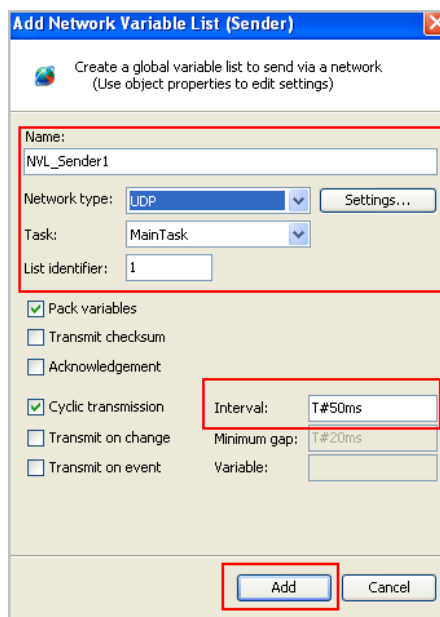 Add Network Variable List (Sender)
Create a global variable list to send via a network
(Use object properties to edit settings)
Name:
NVL_Sender1
Network type: UDP Settings...
Task: MainTask
List identifier: 1
Pack variables
Transmit checksum
Acknowledgement
Cyclic transmission Interval: T#50ms
Transmit on change Minimum gap: T#20ms
Transmit on event Variable:
Add Cancel